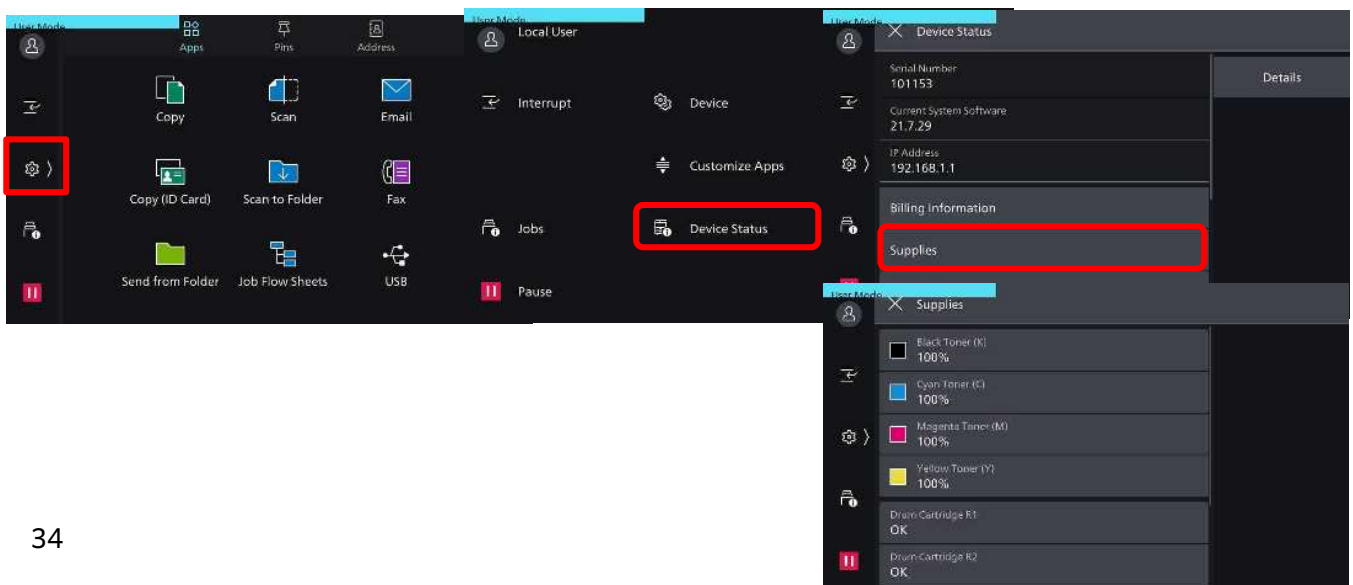 User Mode
Apps
Pins
Address
Copy
Scan
Email
Copy (ID Card)
Scan to Folder
Fax
Send from Folder
Job Flow Sheets
USB
User Mode
Local User
Interrupt
Device
Customize Apps
Jobs
Device Status
Pause
User Mode
Device Status
Serial Number
101153
Details
Current System Software
21.7.29
IP Address
192.168.1.1
Billing Information
Supplies
User Mode
Supplies
Black Toner (K)
100%
Cyan Toner (C)
100%
Magenta Toner (M)
100%
Yellow Toner (Y)
100%
Drum Cartridge R1
OK
Drum Cartridge R2
OK
34